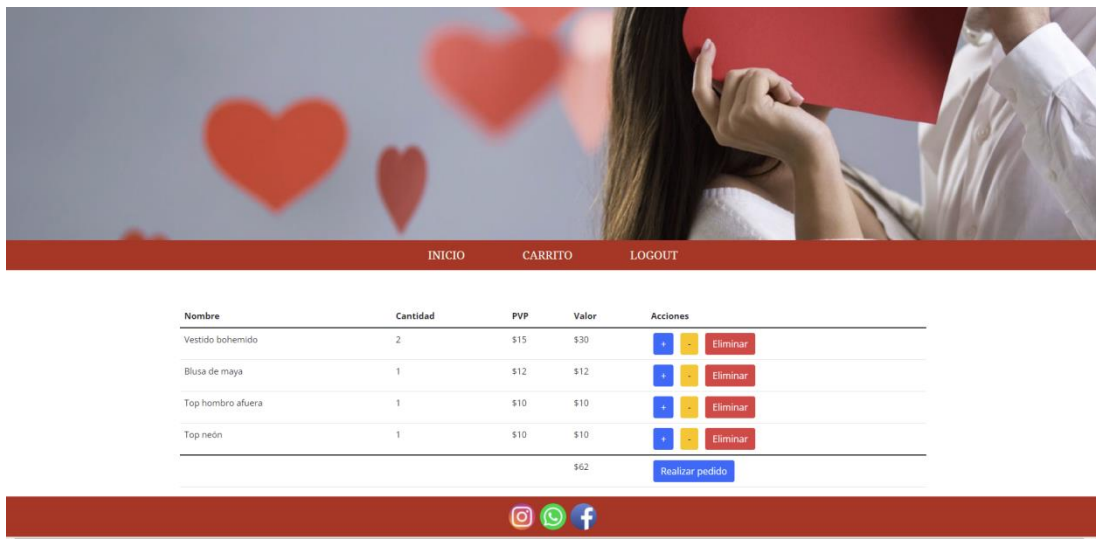 INICIO CARRITO LOGOUT
Nombre Cantidad PVP Valor Acciones
Vestido bohemido 2 $15 $30 + - Eliminar
Blusa de maya 1 $12 $12 + - Eliminar
Top hombro afuera 1 $10 $10 + - Eliminar
Top neón 1 $10 $10 + - Eliminar
$62 Realizar pedido